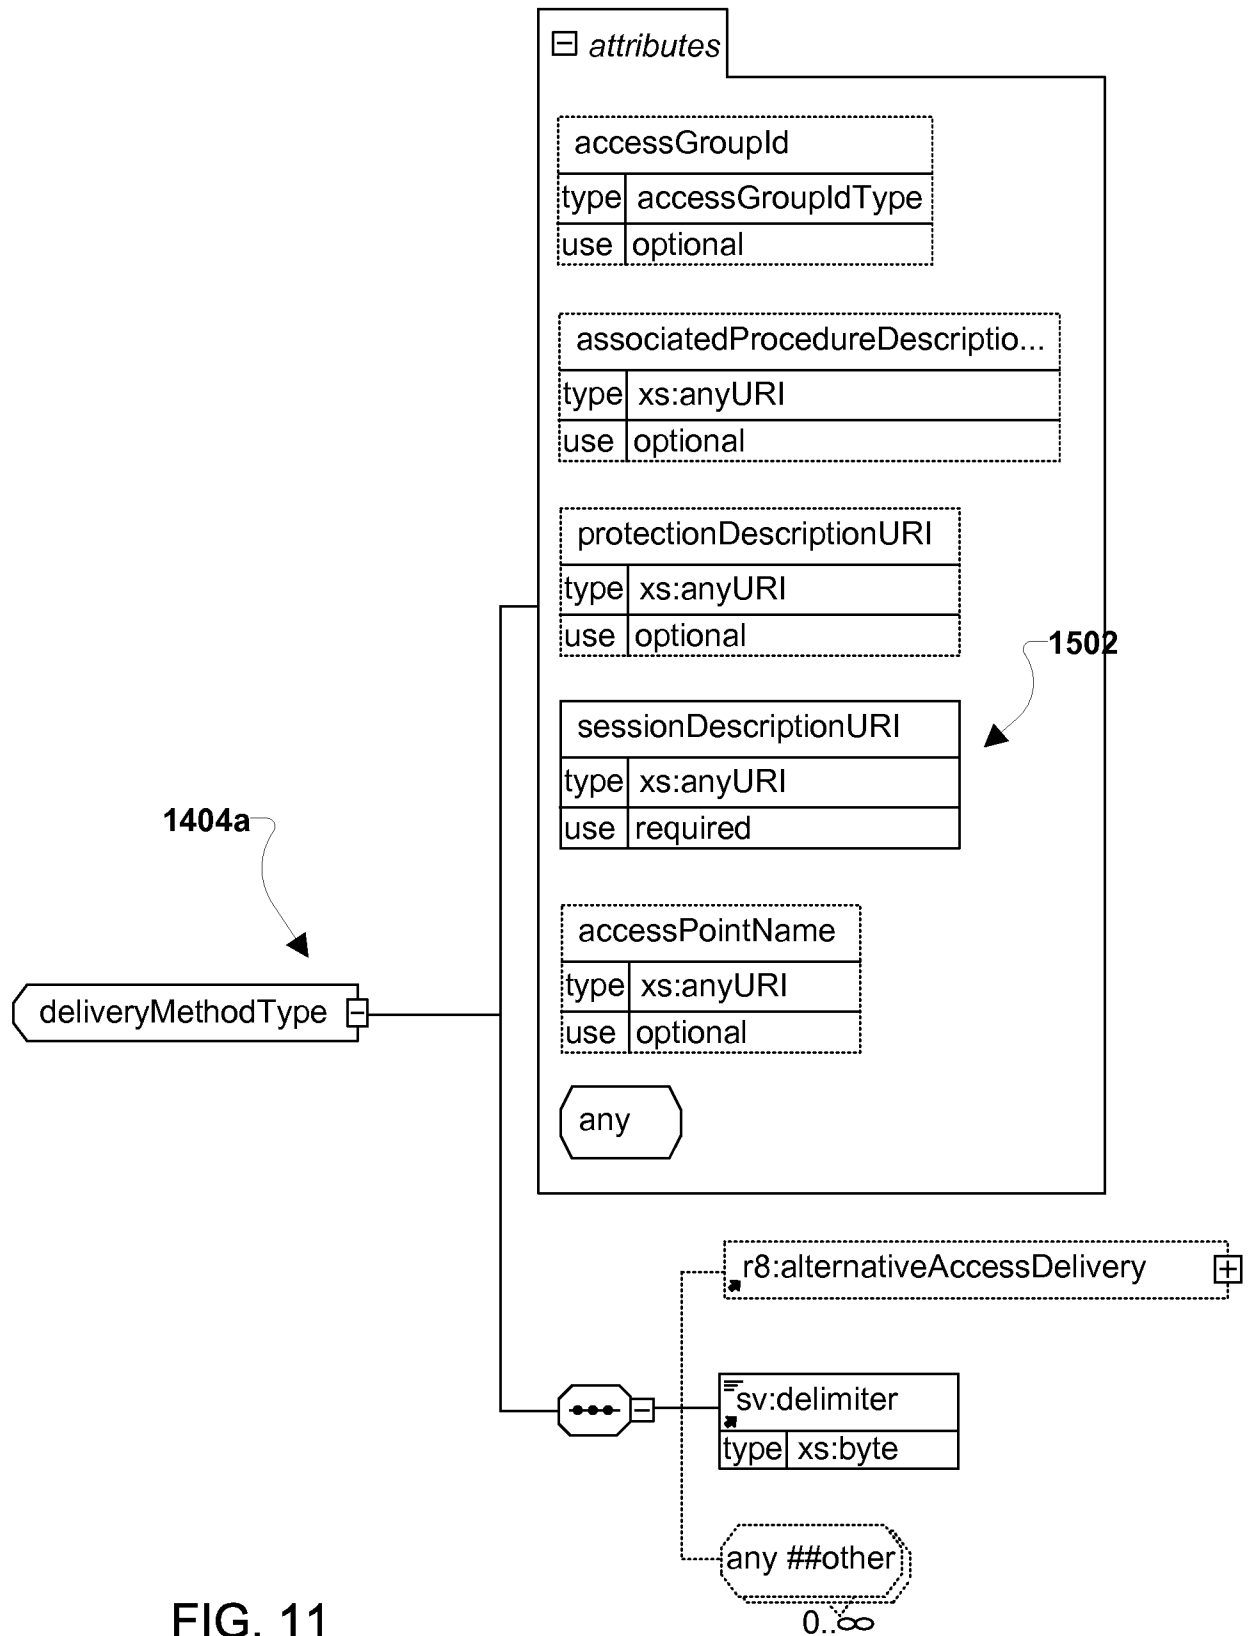 attributes
accessGroupId
type accessGroupIdType
use optional
associatedProcedureDescriptio...
type xs:anyURI
use optional
protectionDescriptionURI
type xs:anyURI
use optional
1502
sessionDescriptionURI
type xs:anyURI
use required
1404a
accessPointName
type xs:anyURI
use optional
deliveryMethodType
any
r8:alternativeAccessDelivery
sv:delimiter
type xs:byte
any ##other
0..∞
FIG. 11